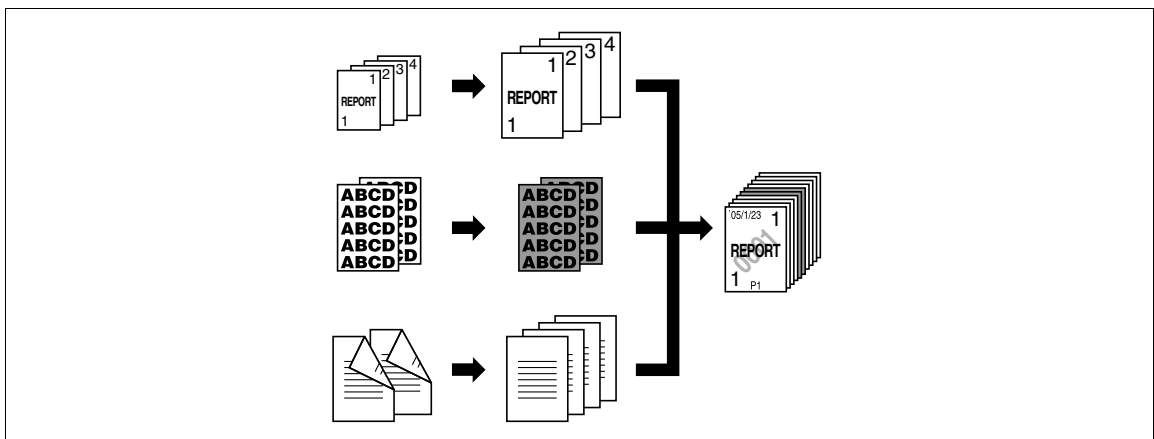 1 2 3 4
REPORT
1
1 2 3 4
REPORT
1
ABCD
ABCD
ABCD
ABCD
ABCD
ABCD
ABCD
ABCD
ABCD
ABCD
'05/1/23 1
REPORT
0001
1 P1